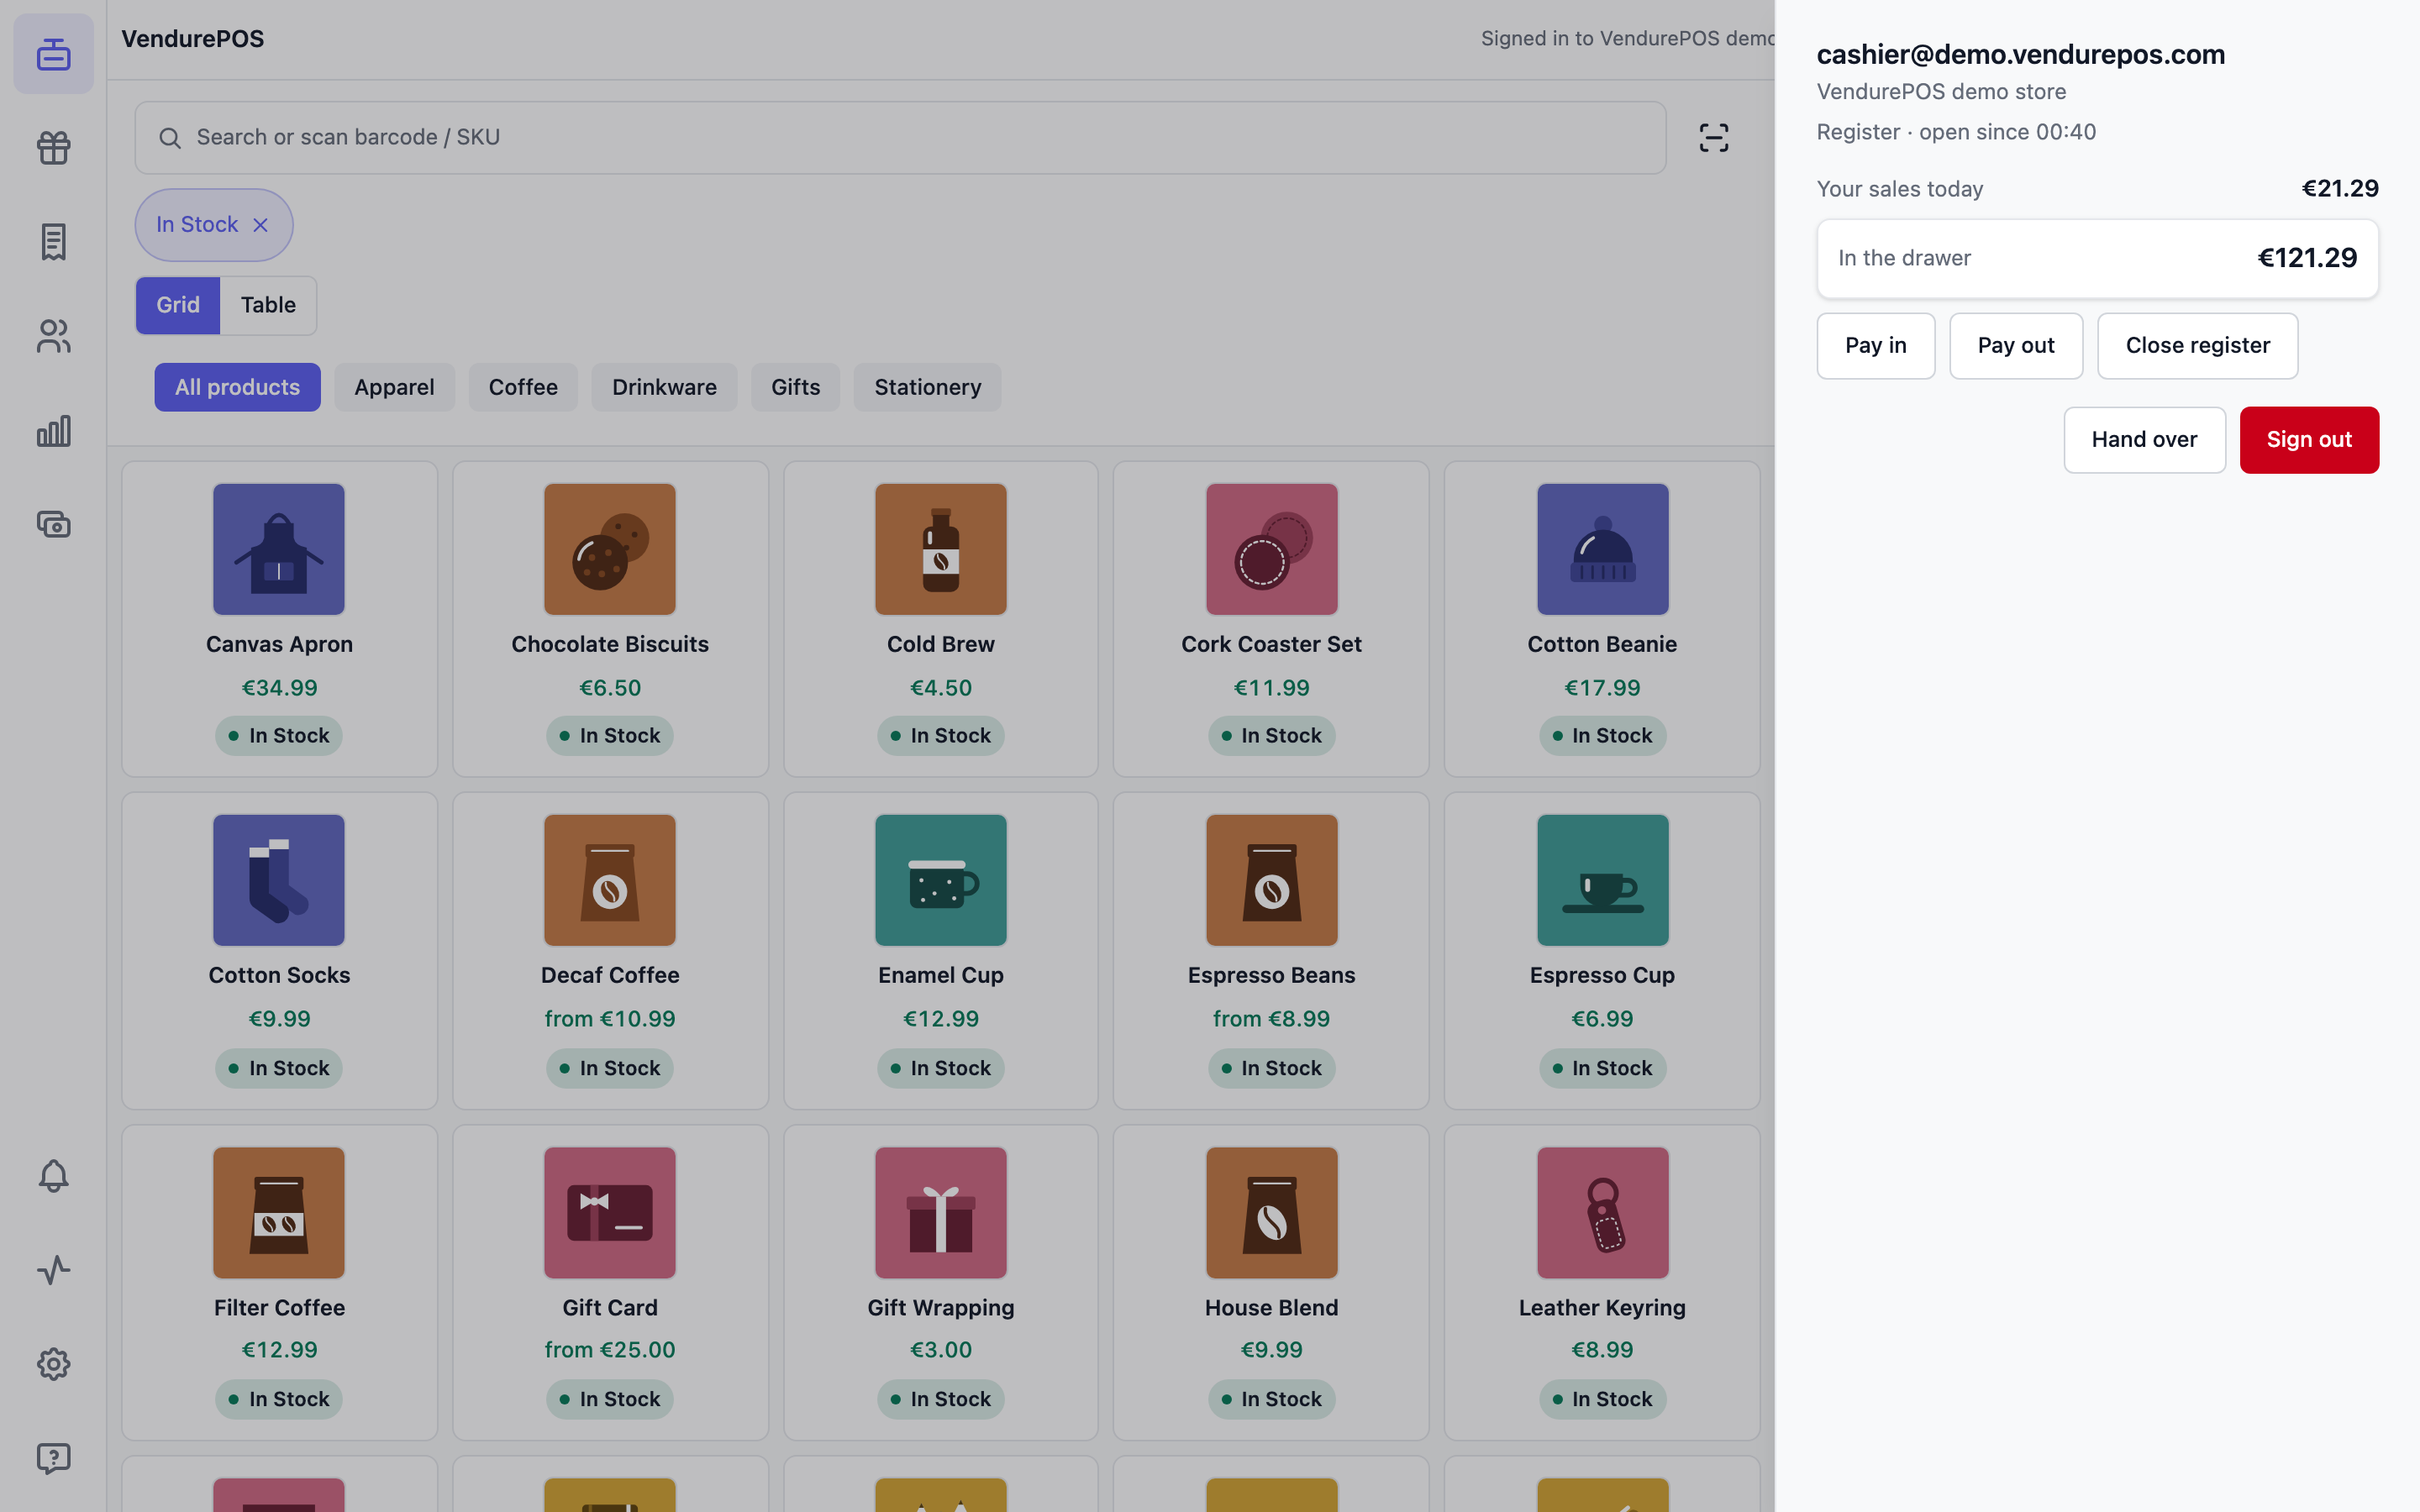 VendurePOS
Signed in to VendurePOS demo
Search or scan barcode / SKU
In Stock
Grid Table
All products Apparel Coffee Drinkware Gifts Stationery
Canvas Apron
€34.99
In Stock
Chocolate Biscuits
€6.50
In Stock
Cold Brew
€4.50
In Stock
Cork Coaster Set
€11.99
In Stock
Cotton Beanie
€17.99
In Stock
Cotton Socks
€9.99
In Stock
Decaf Coffee
from €10.99
In Stock
Enamel Cup
€12.99
In Stock
Espresso Beans
from €8.99
In Stock
Espresso Cup
€6.99
In Stock
Filter Coffee
€12.99
In Stock
Gift Card
from €25.00
In Stock
Gift Wrapping
€3.00
In Stock
House Blend
€9.99
In Stock
Leather Keyring
€8.99
In Stock
cashier@demo.vendurepos.com
VendurePOS demo store
Register · open since 00:40
Your sales today €21.29
In the drawer €121.29
Pay in Pay out Close register
Hand over Sign out